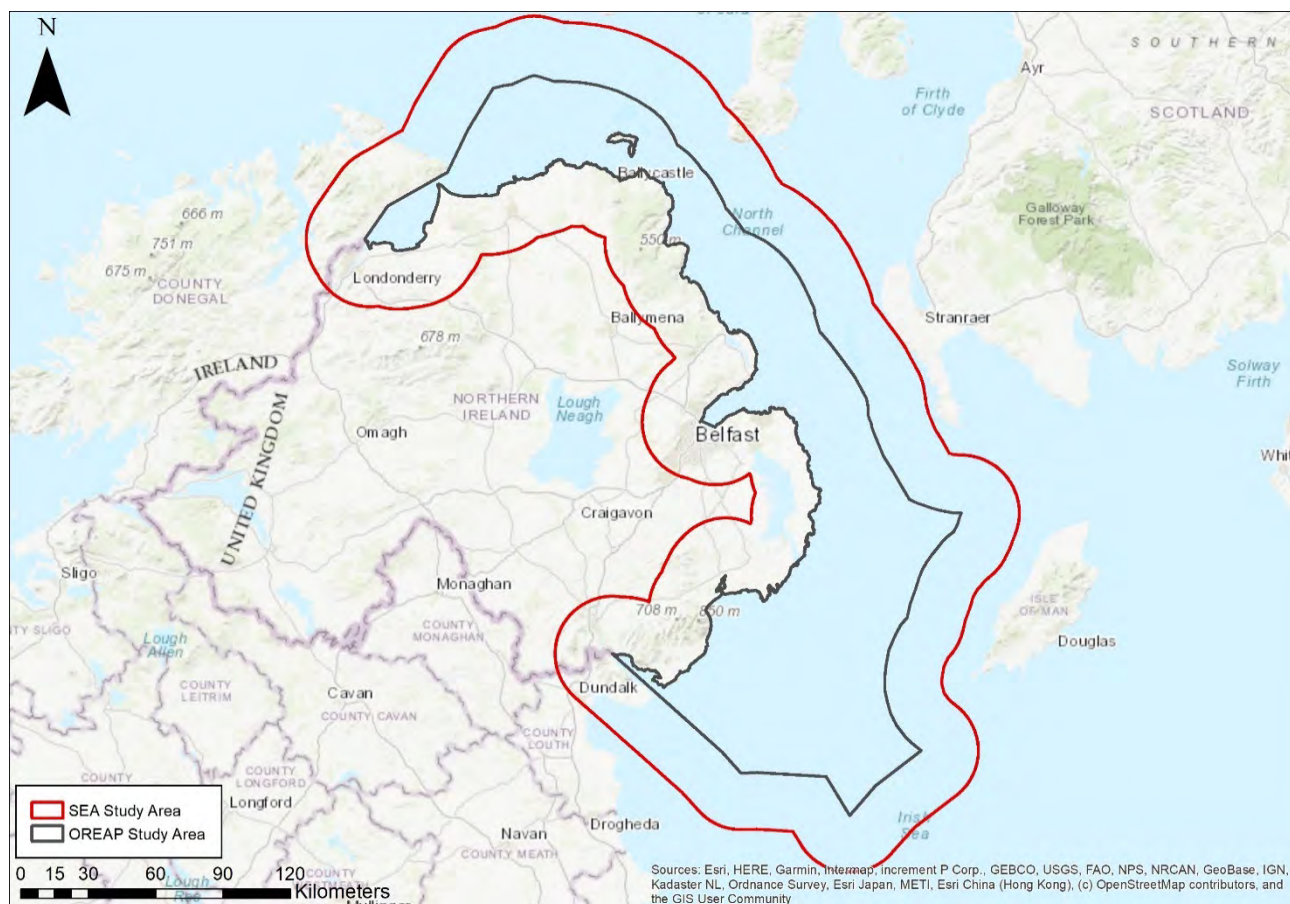 N
SOUTHERN
Ayr
Firth
of Clyde
SCOTLAND
Ballycastle
North
Channel
Galloway
Forest Park
666 m
751 m
675 m
COUNTY
DONEGAL
550 m
Londonderry
Ballymena
Stranraer
678 m
Solway
Firth
IRELAND
UNITED KINGDOM
NORTHERN
IRELAND
Lough
Neagh
Omagh
Belfast
Whit
Craigavon
Sligo
Monaghan
708 m
850 m
ISLE
OF MAN
Douglas
NTY SLIGO
COUNTY
MONAGHAN
Lough
Allen
COUNTY
LEITRIM
Cavan
COUNTY CAVAN
Dundalk
COUNTY
LOUTH
COUNTY
COUNTY
LONGFORD
Longford
Irish
Sea
Drogheda
Navan
COUNTY MEATH
SEA Study Area
OREAP Study Area
0 15 30 60 90 120
Kilometers
Lough
Ree
Sources: Esri, HERE, Garmin, Intermap, increment P Corp., GEBCO, USGS, FAO, NPS, NRCAN, GeoBase, IGN,
Kadaster NL, Ordnance Survey, Esri Japan, METI, Esri China (Hong Kong), (c) OpenStreetMap contributors, and
the GIS User Community